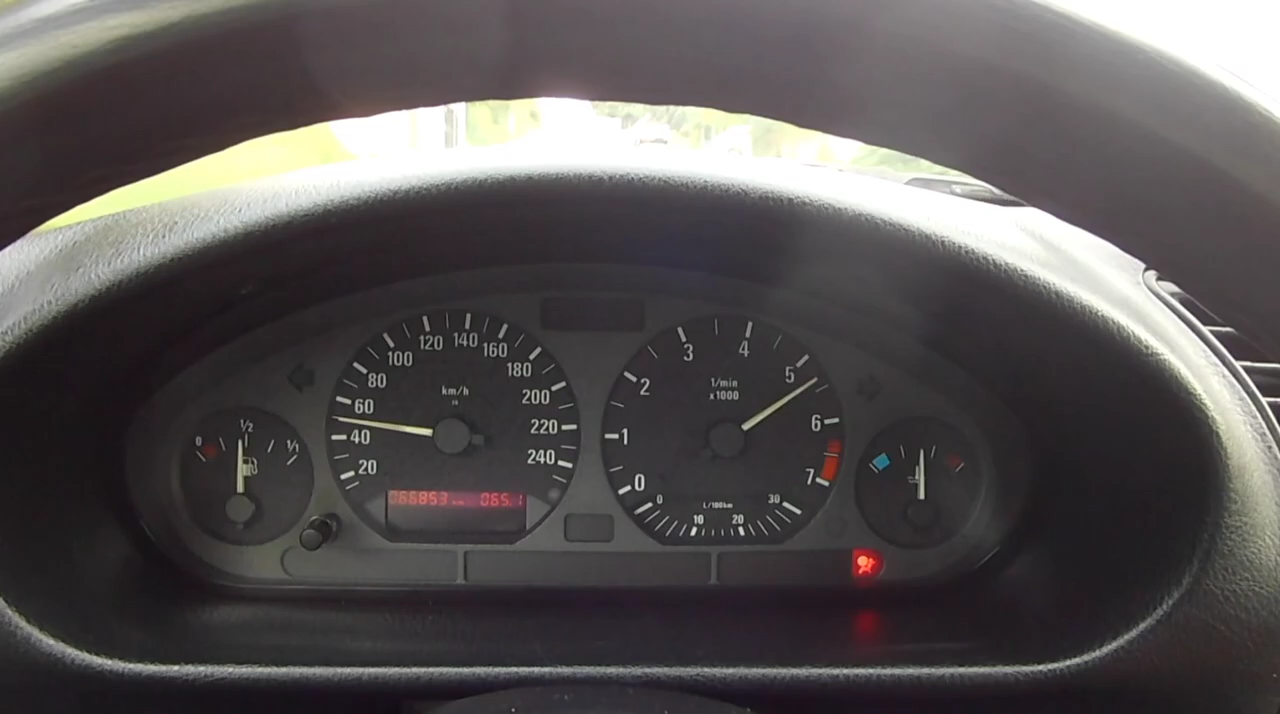 0 1/2 1/1
km/h
20 40 60 80 100 120 140 160 180 200 220 240
066853 065.1
1/min
x1000
0 1 2 3 4 5 6 7
0 10 20 30
L/100km